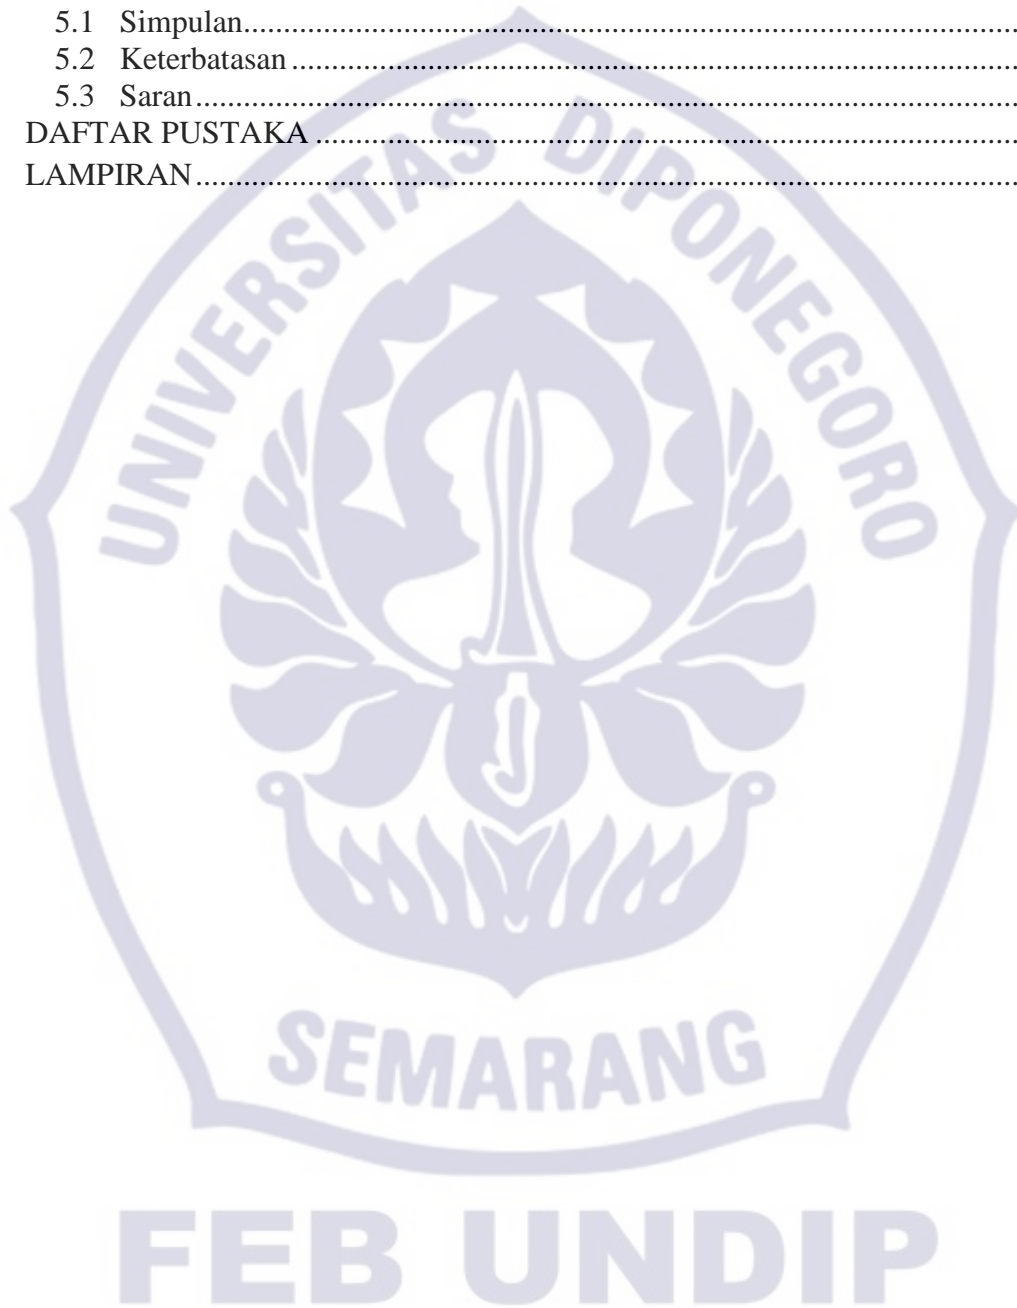 5.1 Simpulan........................................................................................................
5.2 Keterbatasan..................................................................................................
5.3 Saran..............................................................................................................
DAFTAR PUSTAKA..............................................................................................
LAMPIRAN.............................................................................................................
UNIVERSITAS DIPONEGORO
SEMARANG
FEB UNDIP